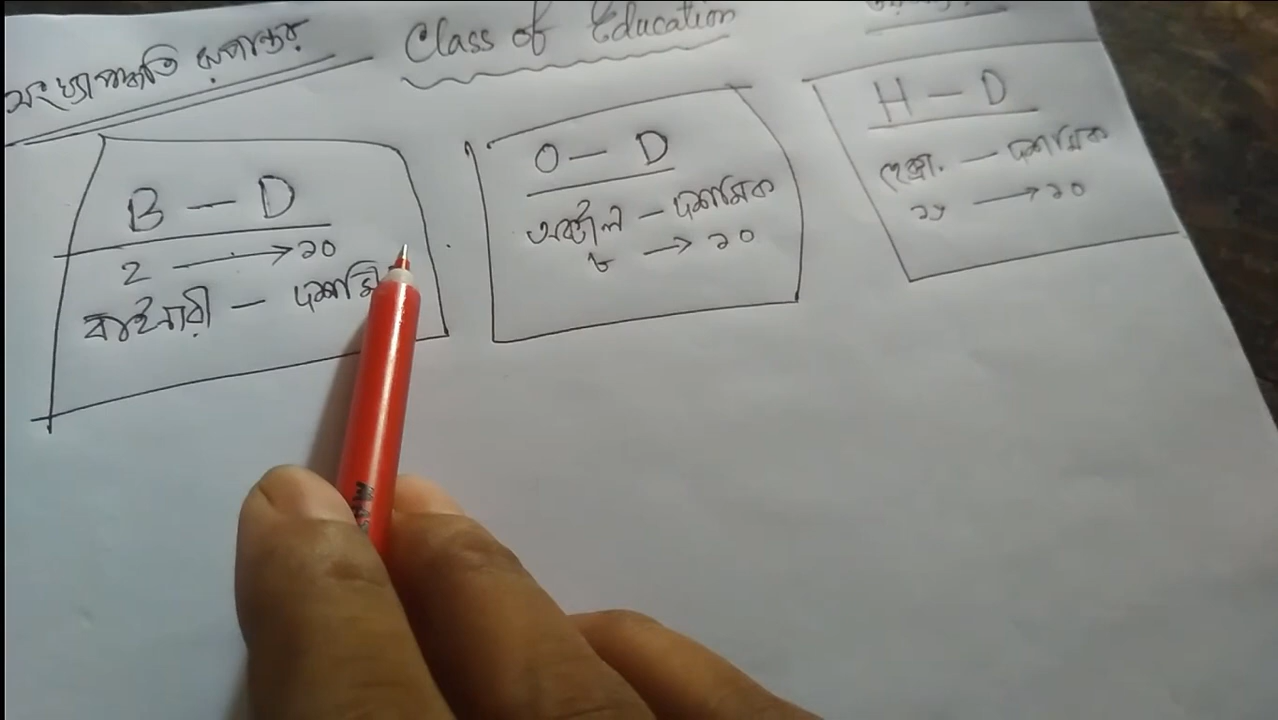 সংখ্যাপদ্ধতি রূপান্তর
Class of Education
B — D
2 → ১০
বাইনারী — দশমি
O — D
অক্টাল — দশমিক
৮ → ১০
H — D
হেক্সা. — দশমিক
১৬ → ১০